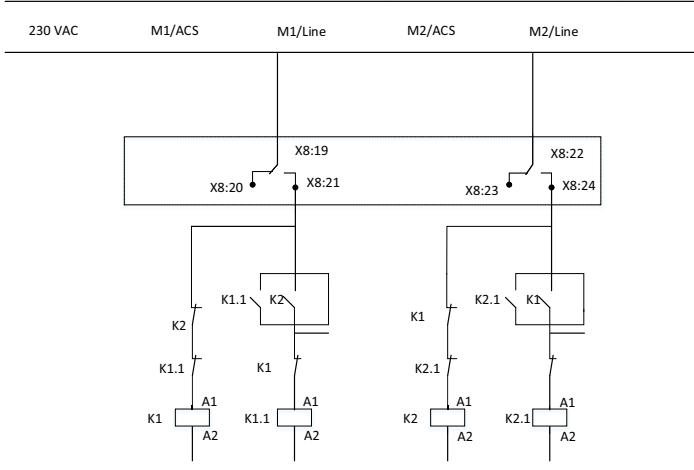 230 VAC M1/ACS M1/Line M2/ACS M2/Line
X8:19 X8:22
X8:20 X8:21 X8:23 X8:24
K1.1 K2 K2.1 K1
K2 K1
K1.1 K1 K2.1
A1 A1 A1 A1
K1 K1.1 K2 K2.1
A2 A2 A2 A2